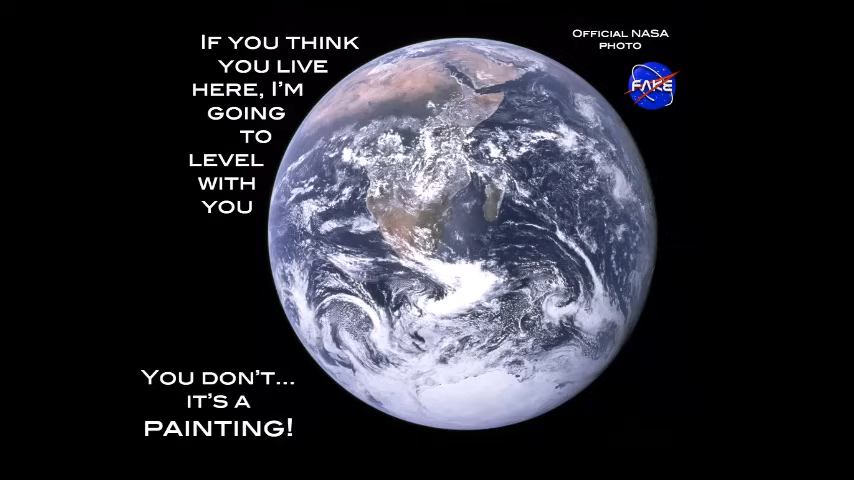 If you think
you live
here, I'm
going
to
level
with
you
Official NASA
photo
FAKE
You don't...
it's a
painting!